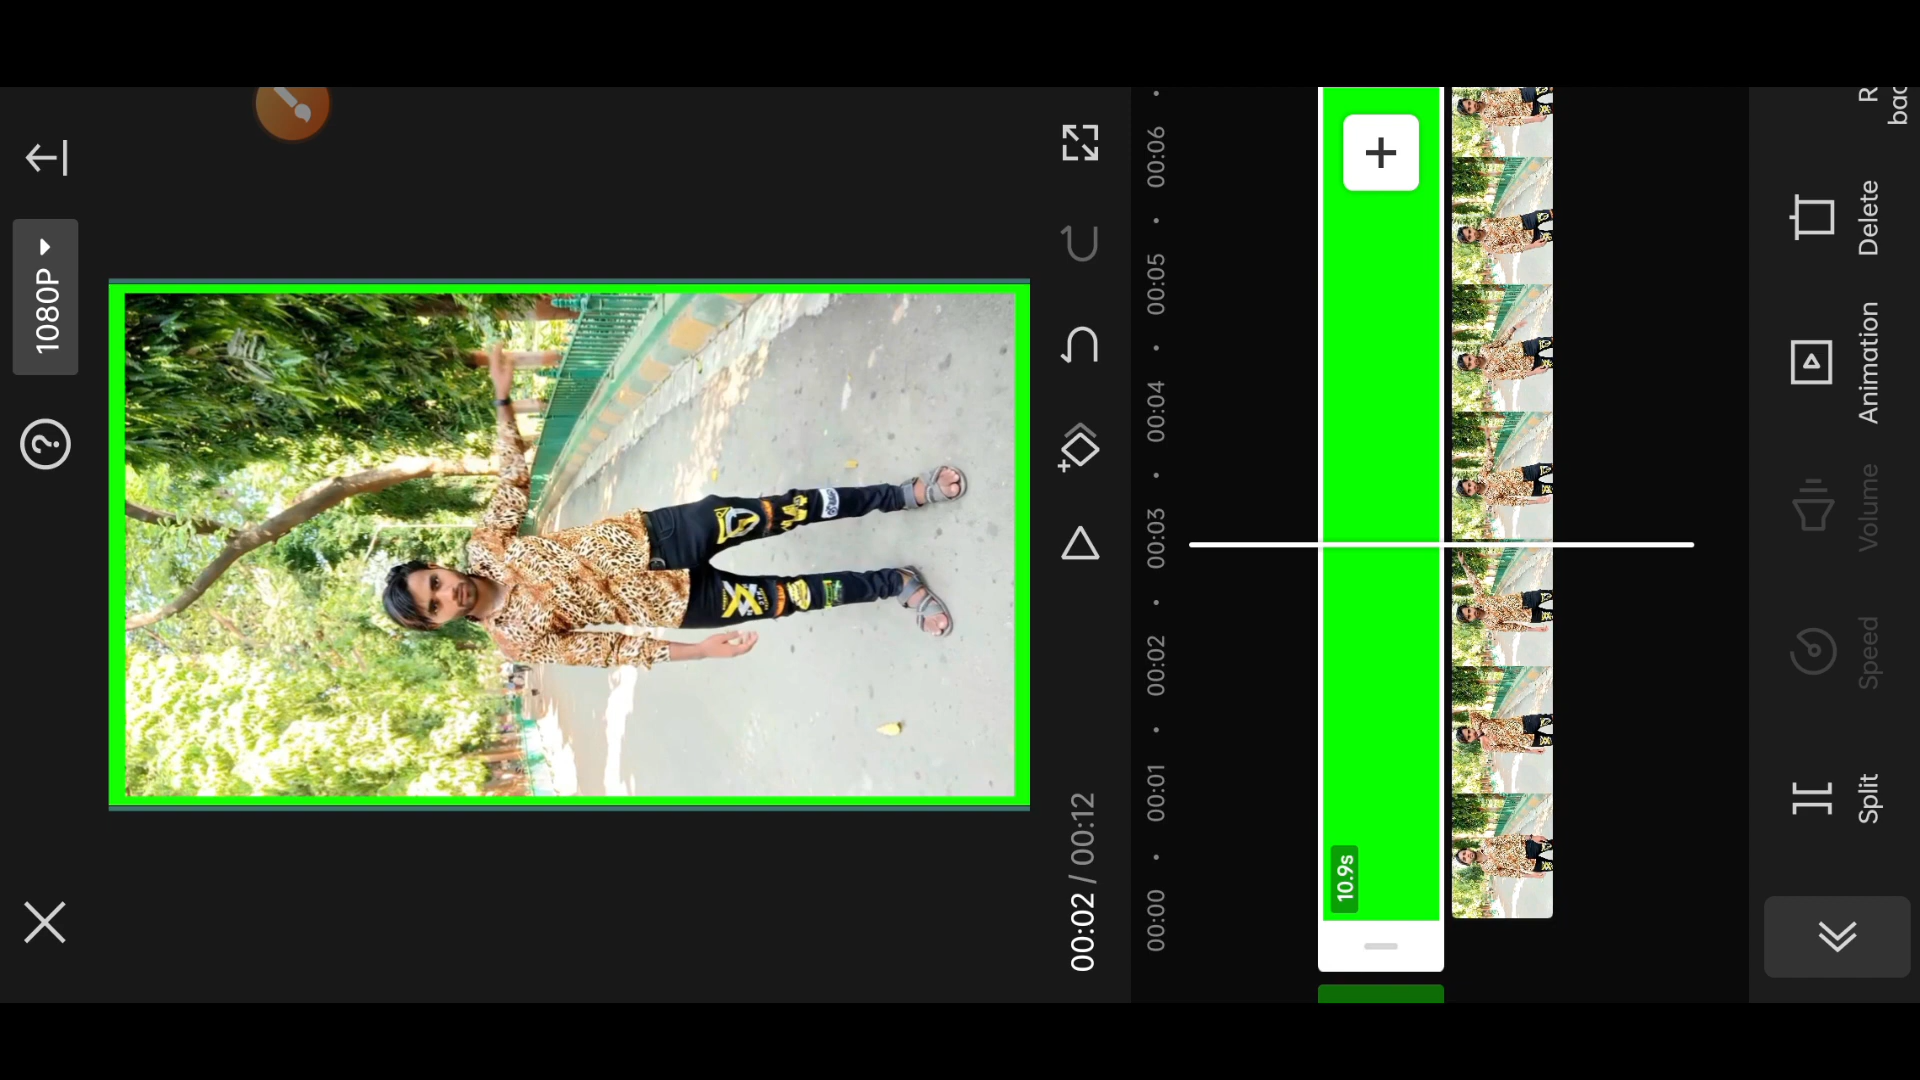 1080P
00:02 / 00:12
00:00
00:01
00:02
00:03
00:04
00:05
00:06
10.9s
Split
Speed
Volume
Animation
Delete
R
bac